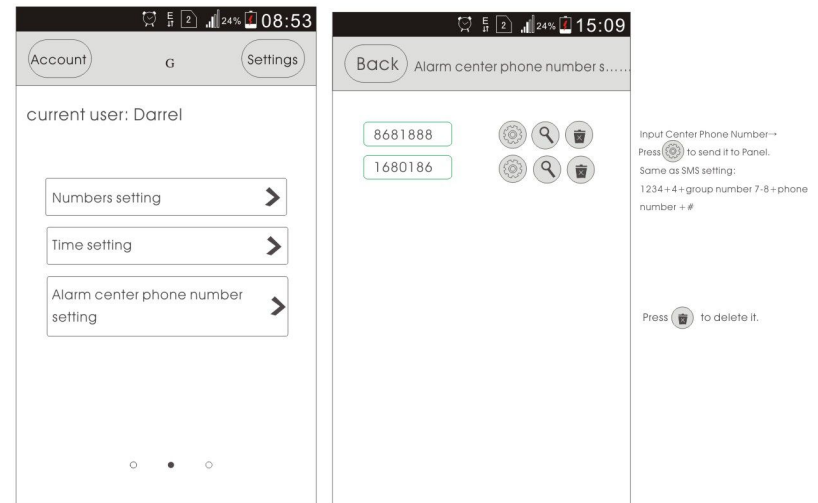 E 2 24% 08:53
Account G Settings
current user: Darrel
Numbers setting
Time setting
Alarm center phone number
setting
E 2 24% 15:09
Back Alarm center phone number s......
8681888
1680186
Input Center Phone Number→
Press to send it to Panel.
Same as SMS setting:
1234+4+group number 7-8+phone
number +#
Press to delete it.